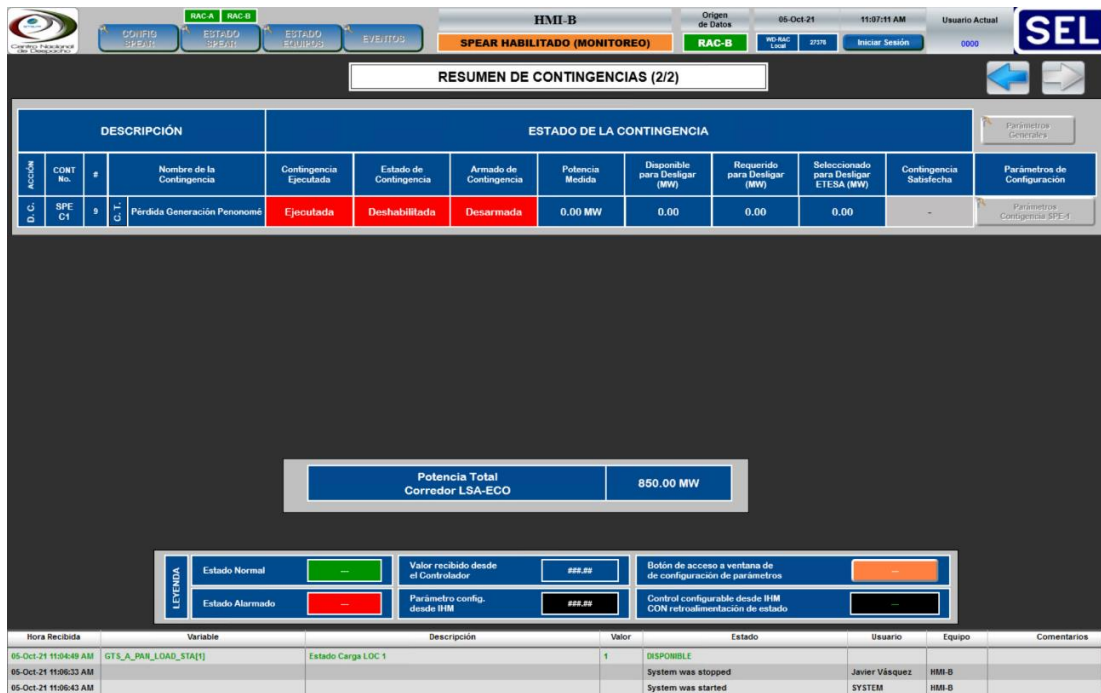 Centro Nacional
de Despacho
RAC-A RAC-B
CONFIG
SPEAR
ESTADO
SPEAR
ESTADO
EQUIPOS
EVENTOS
HMI-B
SPEAR HABILITADO (MONITOREO)
Origen
de Datos
RAC-B
05-Oct-21
11:07:11 AM
WD-RAC
Local
27378
Iniciar Sesión
Usuario Actual
0000
SEL
RESUMEN DE CONTINGENCIAS (2/2)
DESCRIPCIÓN
ESTADO DE LA CONTINGENCIA
Parámetros
Generales
ACCIÓN
CONT
No.
#
Nombre de la
Contingencia
Contingencia
Ejecutada
Estado de
Contingencia
Armado de
Contingencia
Potencia
Medida
Disponible
para Desligar
(MW)
Requerido
para Desligar
(MW)
Seleccionado
para Desligar
ETESA (MW)
Contingencia
Satisfecha
Parámetros de
Configuración
D. C.
SPE
C1
9
C. T.
Pérdida Generación Penonomé
Ejecutada
Deshabilitada
Desarmada
0.00 MW
0.00
0.00
0.00
-
Parámetros
Contigencia SPE-1
Potencia Total
Corredor LSA-ECO
850.00 MW
LEYENDA
Estado Normal
---
Valor recibido desde
el Controlador
###.##
Botón de acceso a ventana de
de configuración de parámetros
---
Estado Alarmado
---
Parámetro config.
desde IHM
###.##
Control configurable desde IHM
CON retroalimentación de estado
---
Hora Recibida Variable Descripción Valor Estado Usuario Equipo Comentarios
05-Oct-21 11:04:49 AM GTS_A_PAN_LOAD_STA[1] Estado Carga LOC 1 1 DISPONIBLE
05-Oct-21 11:06:33 AM System was stopped Javier Vásquez HMI-B
05-Oct-21 11:06:43 AM System was started SYSTEM HMI-B